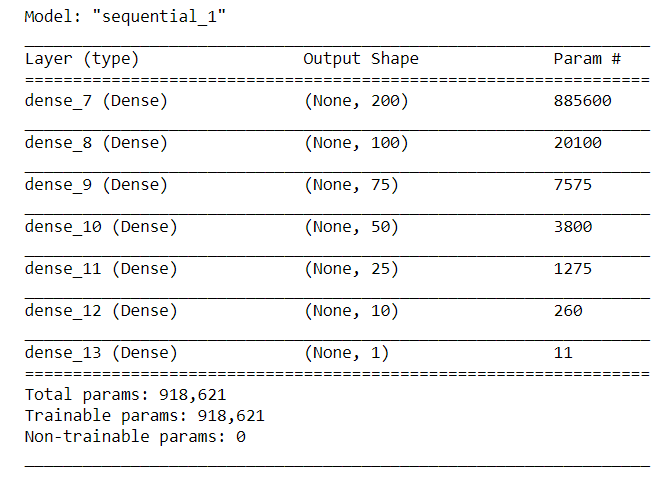 Model: "sequential_1"
_________________________________________________________________
Layer (type)                 Output Shape              Param #
=================================================================
dense_7 (Dense)              (None, 200)               885600
_________________________________________________________________
dense_8 (Dense)              (None, 100)               20100
_________________________________________________________________
dense_9 (Dense)              (None, 75)                7575
_________________________________________________________________
dense_10 (Dense)             (None, 50)                3800
_________________________________________________________________
dense_11 (Dense)             (None, 25)                1275
_________________________________________________________________
dense_12 (Dense)             (None, 10)                260
_________________________________________________________________
dense_13 (Dense)             (None, 1)                 11
=================================================================
Total params: 918,621
Trainable params: 918,621
Non-trainable params: 0
_________________________________________________________________